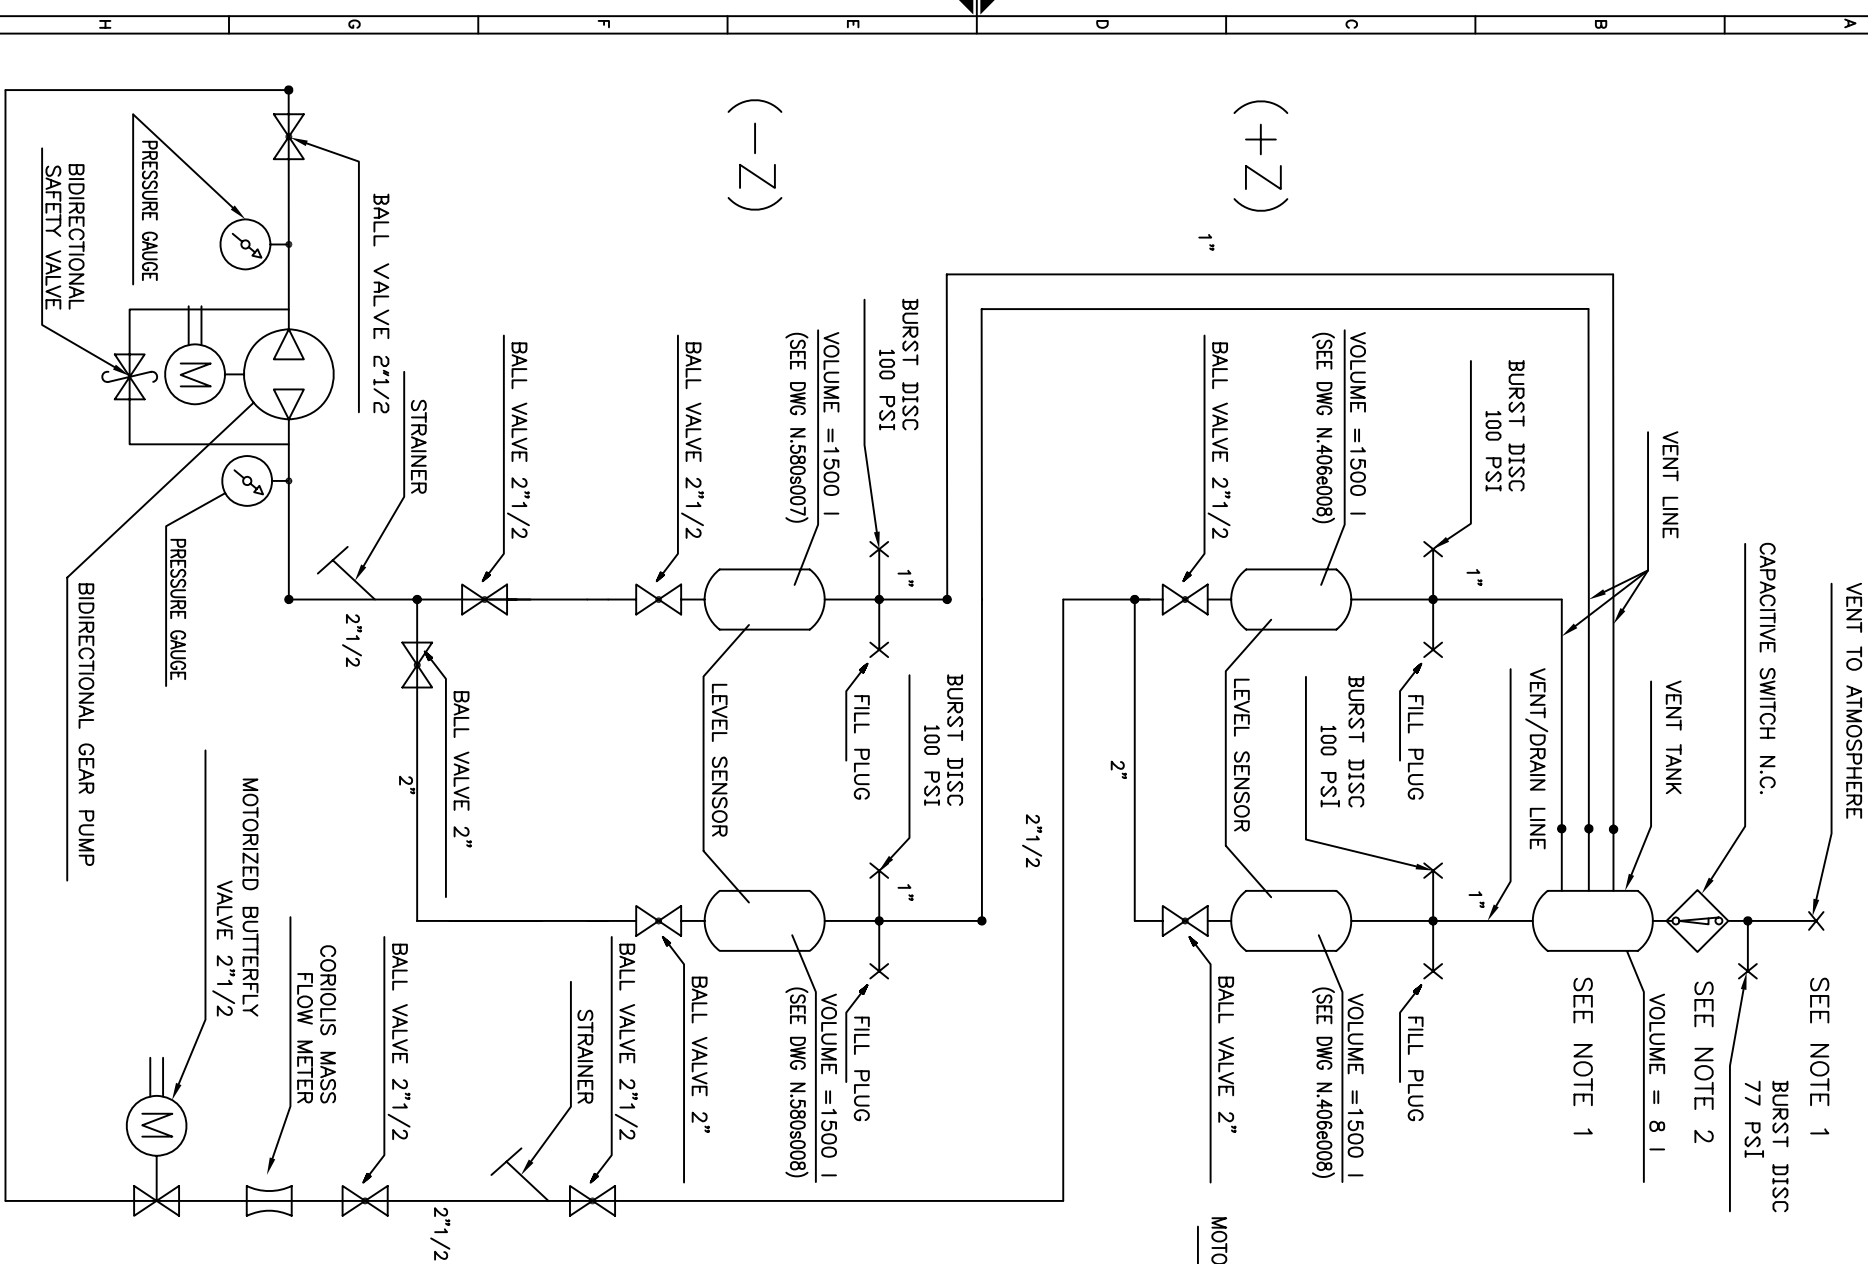 A
B
C
D
E
F
G
H
VENT TO ATMOSPHERE
SEE NOTE 1
CAPACITIVE SWITCH N.C.
BURST DISC
77 PSI
SEE NOTE 2
VENT LINE
VENT TANK
VOLUME = 8 l
SEE NOTE 1
BURST DISC
100 PSI
1"
VENT/DRAIN LINE
1"
FILL PLUG
FILL PLUG
VOLUME =1500 l
(SEE DWG N.406e008)
BURST DISC
100 PSI
VOLUME =1500 l
(SEE DWG N.406e008)
(+Z)
LEVEL SENSOR
1"
BALL VALVE 2"1/2
BALL VALVE 2"
MOTO
2"
2"1/2
BURST DISC
100 PSI
1"
BURST DISC
100 PSI
1"
FILL PLUG
FILL PLUG
VOLUME =1500 l
(SEE DWG N.580s007)
VOLUME =1500 l
(SEE DWG N.580s008)
(-Z)
LEVEL SENSOR
BALL VALVE 2"1/2
BALL VALVE 2"
BALL VALVE 2"1/2
STRAINER
BALL VALVE 2"1/2
BALL VALVE 2"
STRAINER
2"
2"1/2
2"1/2
BALL VALVE 2"1/2
BALL VALVE 2"1/2
CORIOLIS MASS
FLOW METER
MOTORIZED BUTTERFLY
VALVE 2"1/2
M
M
PRESSURE GAUGE
PRESSURE GAUGE
BIDIRECTIONAL
SAFETY VALVE
BIDIRECTIONAL GEAR PUMP